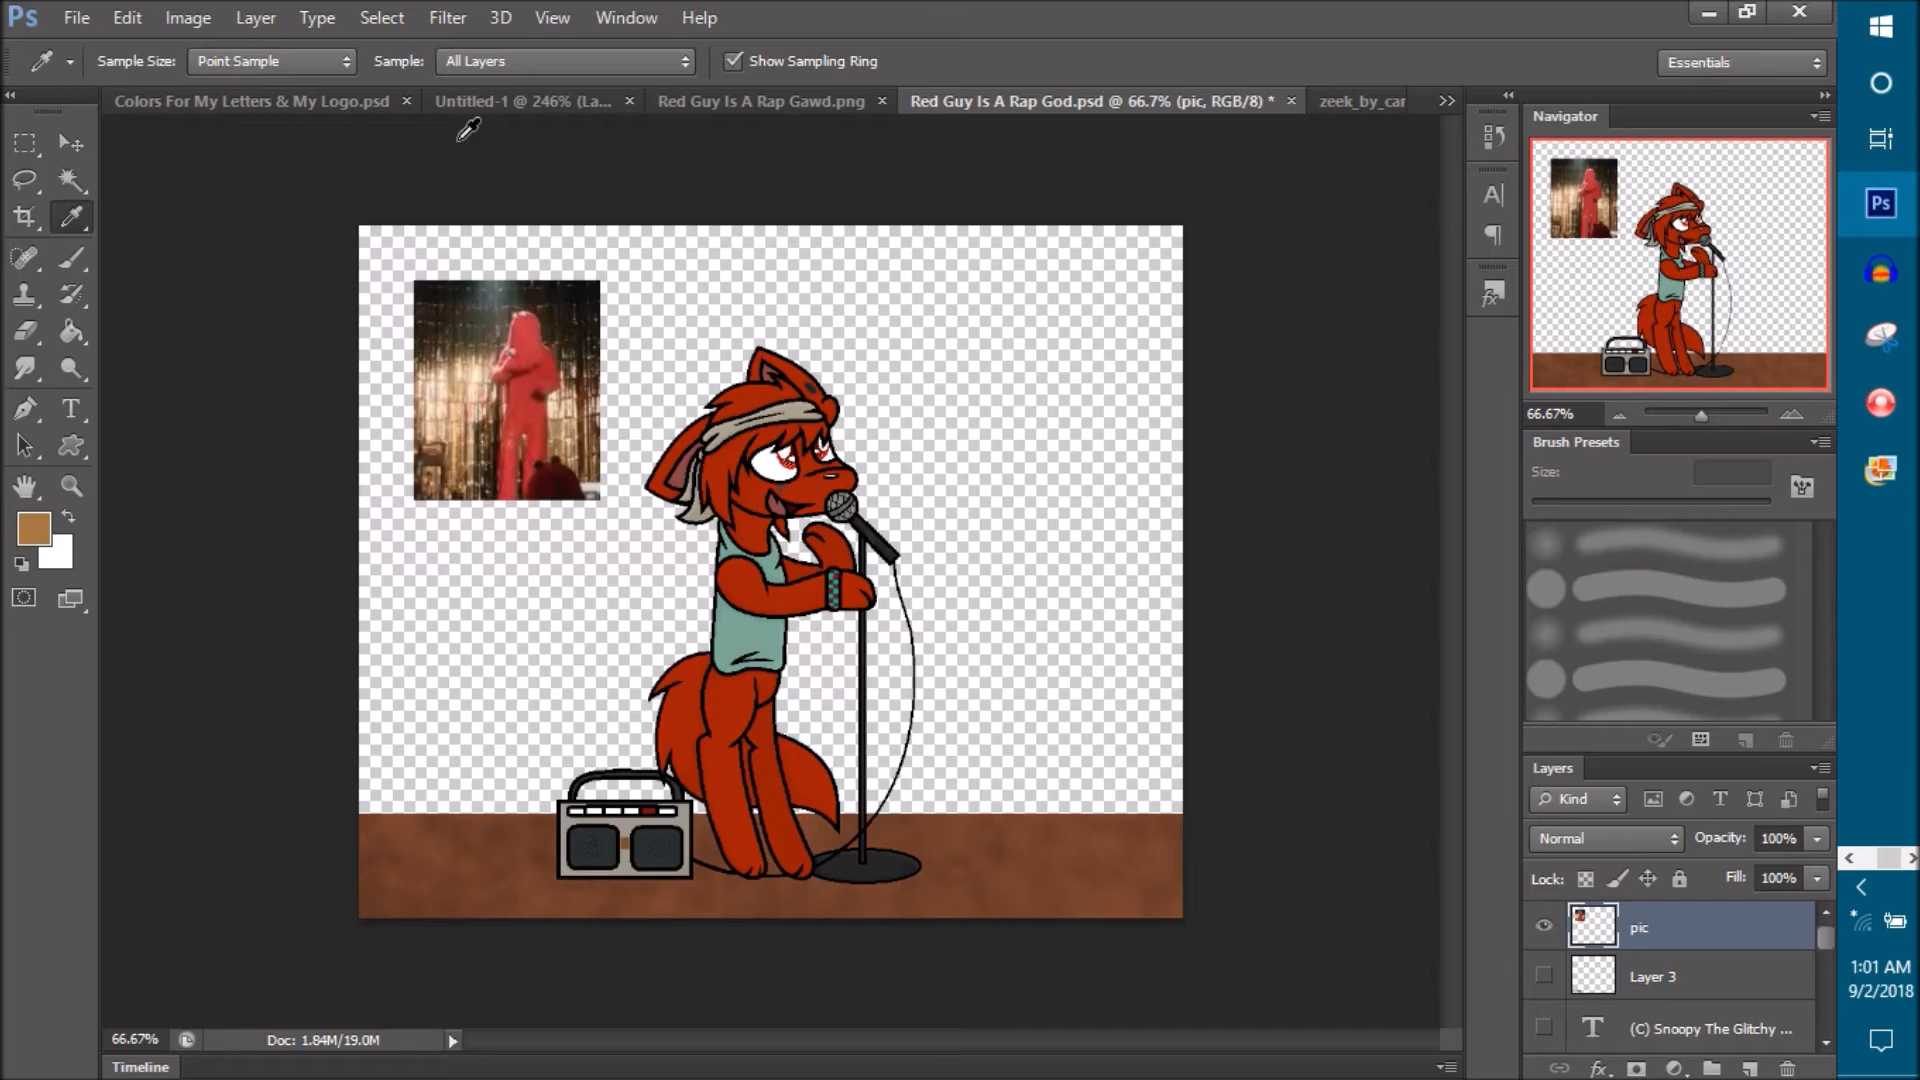 Ps File Edit Image Layer Type Select Filter 3D View Window Help
Sample Size: Point Sample Sample: All Layers Show Sampling Ring Essentials
Colors For My Letters & My Logo.psd × Untitled-1 @ 246% (La... × Red Guy Is A Rap Gawd.png × Red Guy Is A Rap God.psd @ 66.7% (pic, RGB/8) * × zeek_by_car
Navigator
66.67%
Brush Presets
Size:
Layers
Kind
Normal Opacity: 100%
Lock: Fill: 100%
pic
Layer 3
(C) Snoopy The Glitchy ...
66.67% Doc: 1.84M/19.0M
Timeline
Ps
1:01 AM
9/2/2018